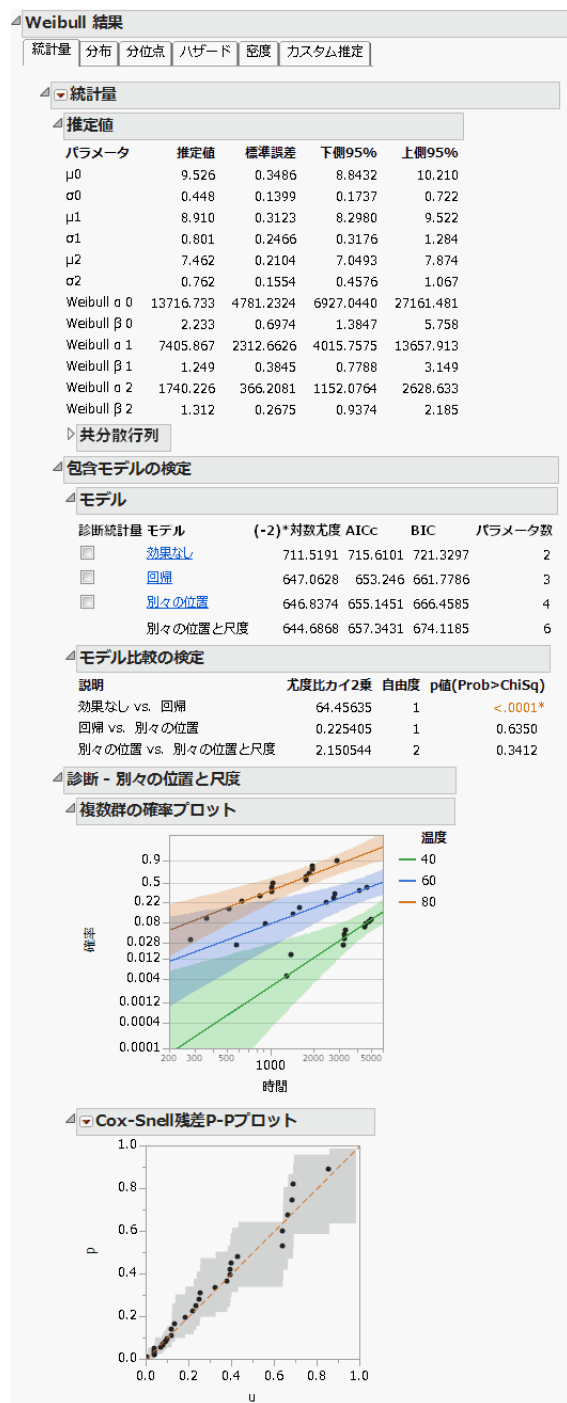 Weibull 結果
統計量 分布 分位点 ハザード 密度 カスタム推定
統計量
推定値
パラメータ 推定値 標準誤差 下側95% 上側95%
μ0 9.526 0.3486 8.8432 10.210
σ0 0.448 0.1399 0.1737 0.722
μ1 8.910 0.3123 8.2980 9.522
σ1 0.801 0.2466 0.3176 1.284
μ2 7.462 0.2104 7.0493 7.874
σ2 0.762 0.1554 0.4576 1.067
Weibull α 0 13716.733 4781.2324 6927.0440 27161.481
Weibull β 0 2.233 0.6974 1.3847 5.758
Weibull α 1 7405.867 2312.6626 4015.7575 13657.913
Weibull β 1 1.249 0.3845 0.7788 3.149
Weibull α 2 1740.226 366.2081 1152.0764 2628.633
Weibull β 2 1.312 0.2675 0.9374 2.185
共分散行列
包含モデルの検定
モデル
診断統計量 モデル (-2)*対数尤度 AICc BIC パラメータ数
効果なし 711.5191 715.6101 721.3297 2
回帰 647.0628 653.246 661.7786 3
別々の位置 646.8374 655.1451 666.4585 4
別々の位置と尺度 644.6868 657.3431 674.1185 6
モデル比較の検定
説明 尤度比カイ2乗 自由度 p値(Prob>ChiSq)
効果なし vs. 回帰 64.45635 1 <.0001*
回帰 vs. 別々の位置 0.225405 1 0.6350
別々の位置 vs. 別々の位置と尺度 2.150544 2 0.3412
診断 - 別々の位置と尺度
複数群の確率プロット
温度
40
60
80
確率
0.9
0.5
0.22
0.08
0.028
0.012
0.004
0.0012
0.0004
0.0001
200 300 500 1000 2000 3000 5000
時間
Cox-Snell残差P-Pプロット
p
1.0
0.8
0.6
0.4
0.2
0.0
0.0 0.2 0.4 0.6 0.8 1.0
u